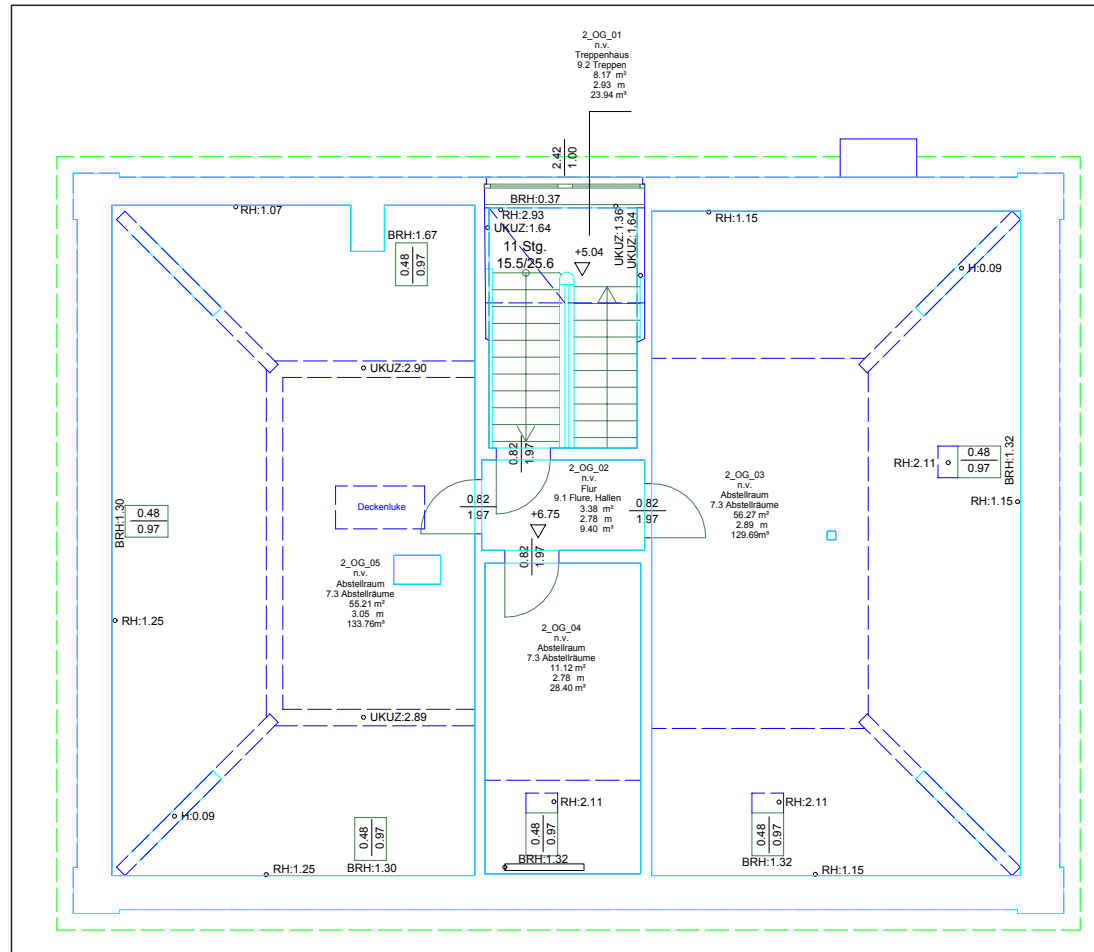 2_OG_01
n.v.
Treppenhaus
9.2 Treppen
8.17 m²
2.93 m
23.94 m³
2.42
1.00
BRH:0.37
RH:2.93
UKUZ:1.64
UKUZ:1.36
UKUZ:1.64
11 Stg.
15.5/25.6
+5.04
RH:1.07
BRH:1.67
0.48
0.97
RH:1.15
H:0.09
UKUZ:2.90
0.82
1.97
RH:2.11
0.48
0.97
BRH:1.32
RH:1.15
2_OG_02
n.v.
Flur
9.1 Flure, Hallen
3.38 m²
2.78 m
9.40 m³
+6.75
2_OG_03
n.v.
Abstellraum
7.3 Abstellräume
56.27 m²
2.89 m
129.69m³
0.82
1.97
0.82
1.97
0.82
1.97
Deckenluke
BRH:1.30
0.48
0.97
2_OG_05
n.v.
Abstellraum
7.3 Abstellräume
55.21 m²
3.05 m
133.76m³
RH:1.25
2_OG_04
n.v.
Abstellraum
7.3 Abstellräume
11.12 m²
2.78 m
28.40 m³
UKUZ:2.89
H:0.09
RH:2.11
0.48
0.97
BRH:1.32
RH:2.11
0.48
0.97
BRH:1.32
0.48
0.97
BRH:1.30
RH:1.25
RH:1.15